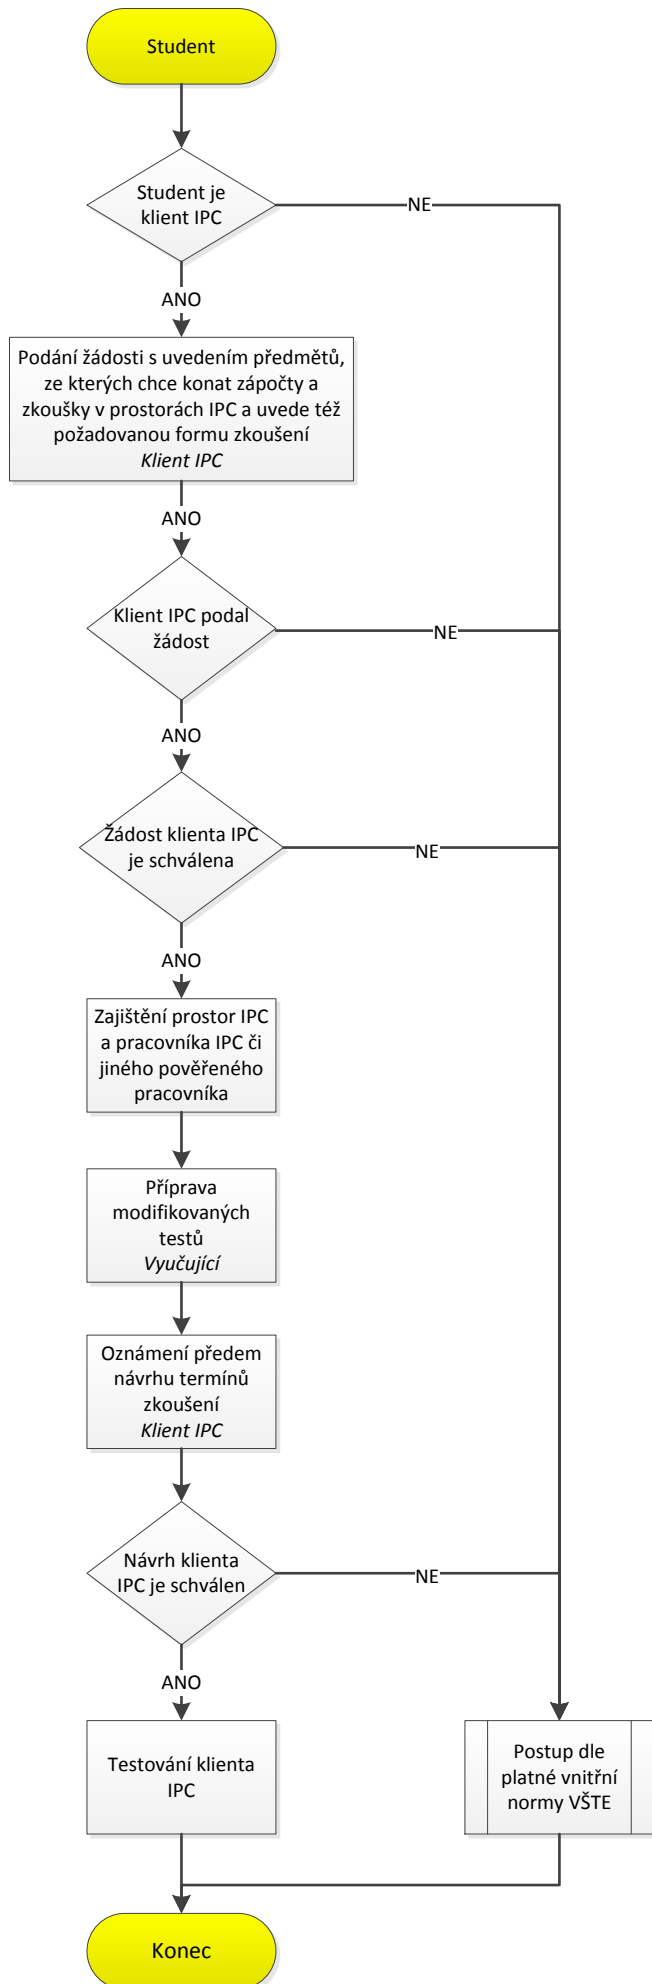 Student
Student je
klient IPC
NE
ANO
Podání žádosti s uvedením předmětů,
ze kterých chce konat zápočty a
zkoušky v prostorách IPC a uvede též
požadovanou formu zkoušení
Klient IPC
ANO
Klient IPC podal
žádost
NE
ANO
Žádost klienta IPC
je schválena
NE
ANO
Zajištění prostor IPC
a pracovníka IPC či
jiného pověřeného
pracovníka
Příprava
modifikovaných
testů
Vyučující
Oznámení předem
návrhu termínů
zkoušení
Klient IPC
Návrh klienta
IPC je schválen
NE
ANO
Testování klienta
IPC
Postup dle
platné vnitřní
normy VŠTE
Konec